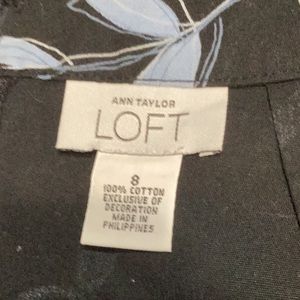 ANN TAYLOR
LOFT
8
100% COTTON
EXCLUSIVE OF
DECORATION
MADE IN
PHILIPPINES